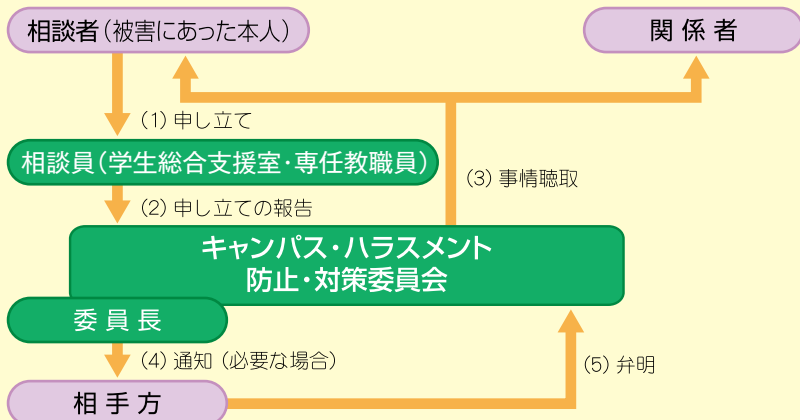 相談者（被害にあった本人）
関係者
(1) 申し立て
相談員（学生総合支援室・専任教職員）
(3) 事情聴取
(2) 申し立ての報告
キャンパス・ハラスメント
防止・対策委員会
委員長
(4) 通知（必要な場合）
(5) 弁明
相手方